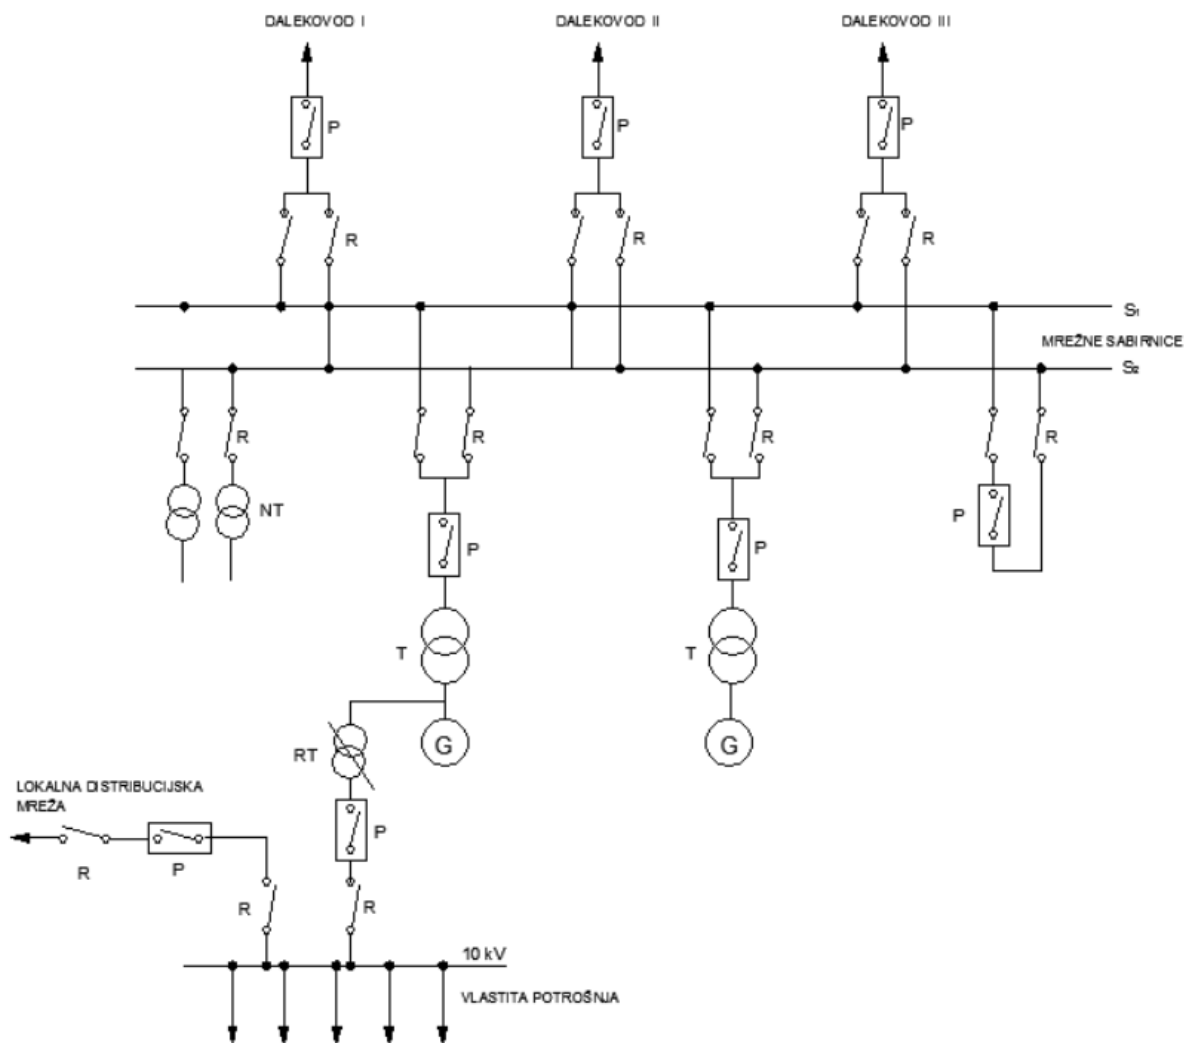 DALEKOVOD I
DALEKOVOD II
DALEKOVOD III
P
P
P
R
R
R
S₁
MREŽNE SABIRNICE
S₂
R
R
R
R
NT
P
P
P
T
T
G
G
RT
LOKALNA DISTRIBUCIJSKA
MREŽA
P
R
P
R
R
10 kV
VLASTITA POTROŠNJA